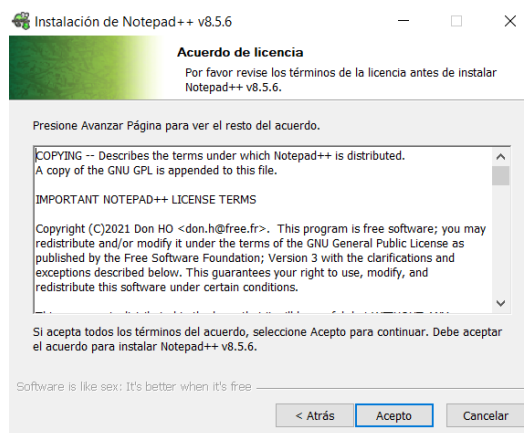 Instalación de Notepad++ v8.5.6
Acuerdo de licencia
Por favor revise los términos de la licencia antes de instalar
Notepad++ v8.5.6.
Presione Avanzar Página para ver el resto del acuerdo.
COPYING -- Describes the terms under which Notepad++ is distributed.
A copy of the GNU GPL is appended to this file.
IMPORTANT NOTEPAD++ LICENSE TERMS
Copyright (C)2021 Don HO <don.h@free.fr>. This program is free software; you may
redistribute and/or modify it under the terms of the GNU General Public License as
published by the Free Software Foundation; Version 3 with the clarifications and
exceptions described below. This guarantees your right to use, modify, and
redistribute this software under certain conditions.
Si acepta todos los términos del acuerdo, seleccione Acepto para continuar. Debe aceptar
el acuerdo para instalar Notepad++ v8.5.6.
Software is like sex: It's better when it's free
< Atrás Acepto Cancelar